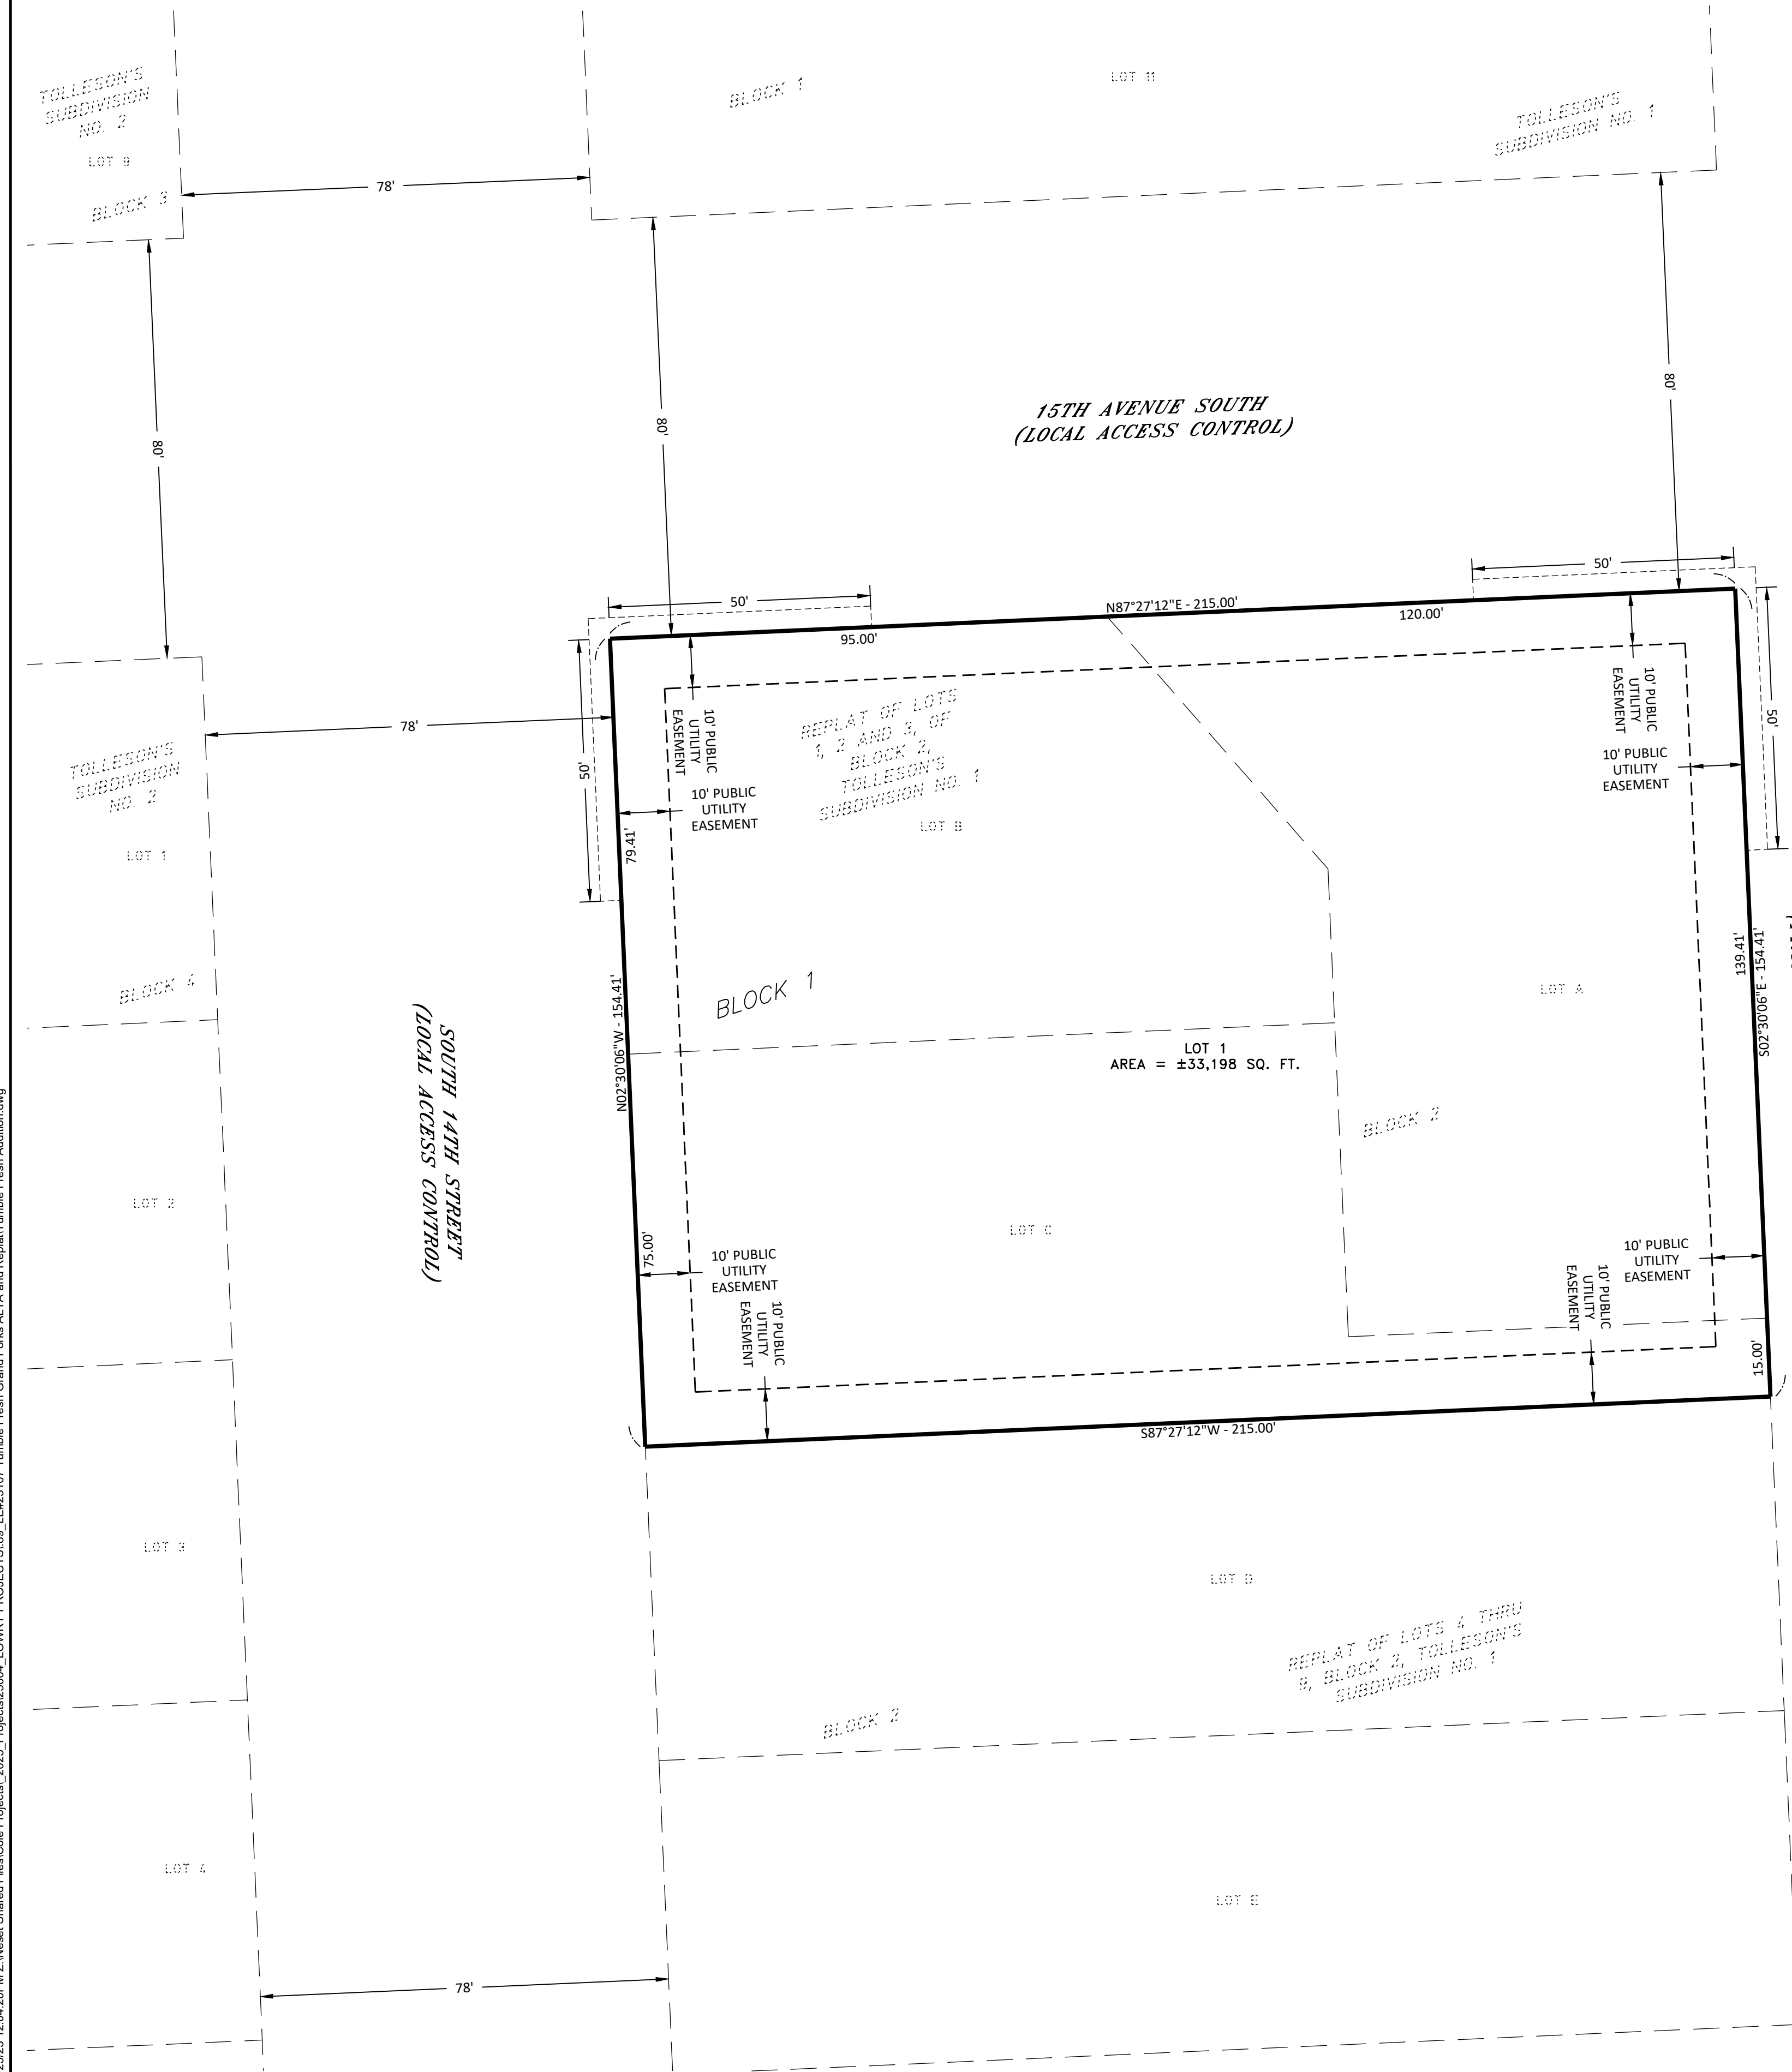 TOLLESON'S
SUBDIVISION
NO. 2
LOT 9
BLOCK 3
78'
BLOCK 1
LOT 11
TOLLESON'S
SUBDIVISION NO. 1
80'
80'
80'
15TH AVENUE SOUTH
(LOCAL ACCESS CONTROL)
50'
N87°27'12"E - 215.00'
50'
95.00'
120.00'
50'
50'
78'
TOLLESON'S
SUBDIVISION
NO. 2
LOT 1
BLOCK 4
10' PUBLIC
UTILITY
EASEMENT
10' PUBLIC
UTILITY
EASEMENT
79.41'
REPLAT OF LOTS
1, 2 AND 3, OF
BLOCK 2,
TOLLESON'S
SUBDIVISION NO. 1
LOT B
10' PUBLIC
UTILITY
EASEMENT
10' PUBLIC
UTILITY
EASEMENT
N02°30'06"W - 154.41'
BLOCK 1
LOT 1
AREA = ±33,198 SQ. FT.
LOT A
139.41'
S02°30'06"E - 154.41'
BLOCK 2
SOUTH 14TH STREET
(LOCAL ACCESS CONTROL)
LOT 2
LOT C
75.00'
10' PUBLIC
UTILITY
EASEMENT
10' PUBLIC
UTILITY
EASEMENT
10' PUBLIC
UTILITY
EASEMENT
10' PUBLIC
UTILITY
EASEMENT
15.00'
S87°27'12"W - 215.00'
LOT 3
LOT D
REPLAT OF LOTS 4 THRU
9, BLOCK 2, TOLLESON'S
SUBDIVISION NO. 1
BLOCK 2
LOT 4
LOT E
78'